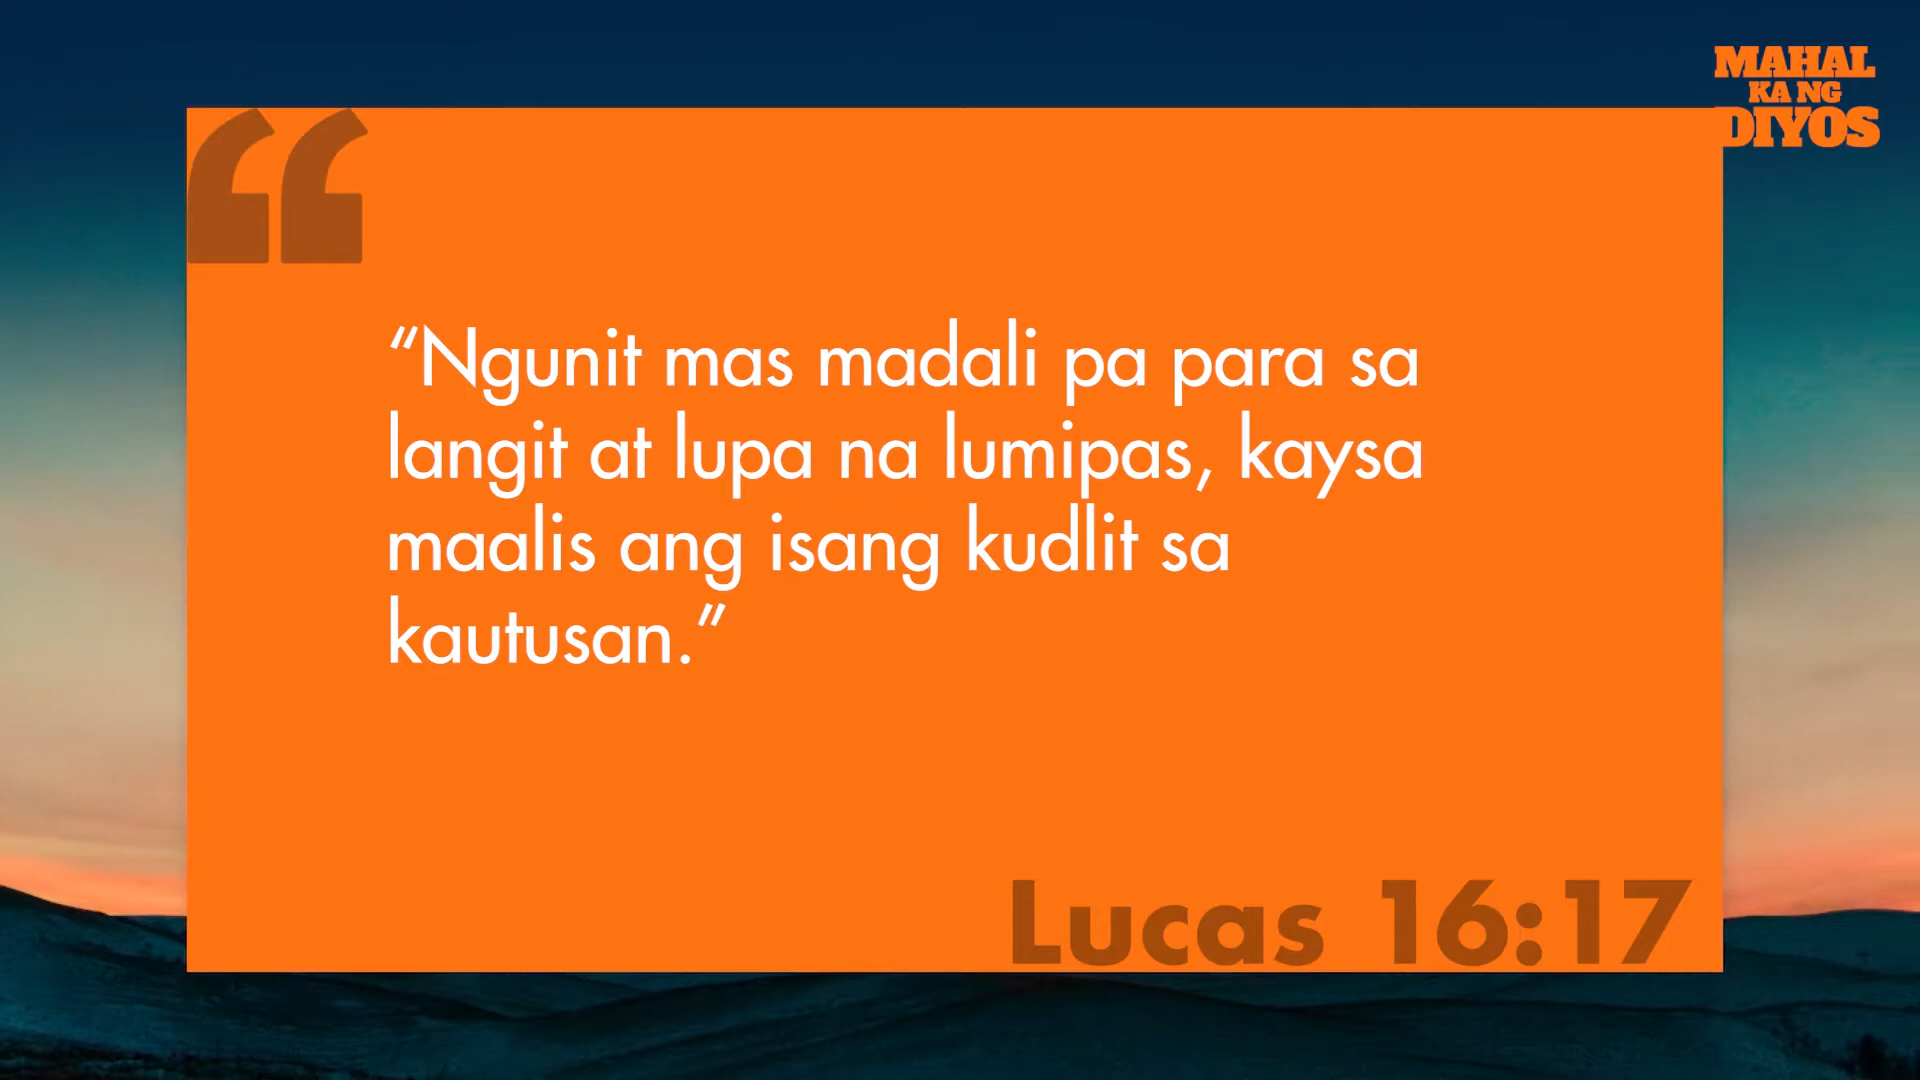 MAHAL
KA NG
DIYOS
“Ngunit mas madali pa para sa
langit at lupa na lumipas, kaysa
maalis ang isang kudlit sa
kautusan.”
Lucas 16:17